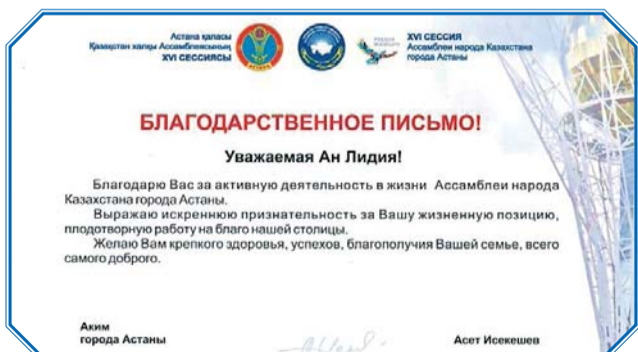 Астана қаласы
Қазақстан халқы Ассамблеясының
XVI СЕССИЯСЫ
АСТАНА
XVI СЕССИЯ
Ассамблеи народа Казахстана
города Астаны
БЛАГОДАРСТВЕННОЕ ПИСЬМО!
Уважаемая Ан Лидия!
Благодарю Вас за активную деятельность в жизни Ассамблеи народа
Казахстана города Астаны.
Выражаю искреннюю признательность за Вашу жизненную позицию,
плодотворную работу на благо нашей столицы.
Желаю Вам крепкого здоровья, успехов, благополучия Вашей семье, всего
самого доброго.
Аким
города Астаны
Асет Исекешев